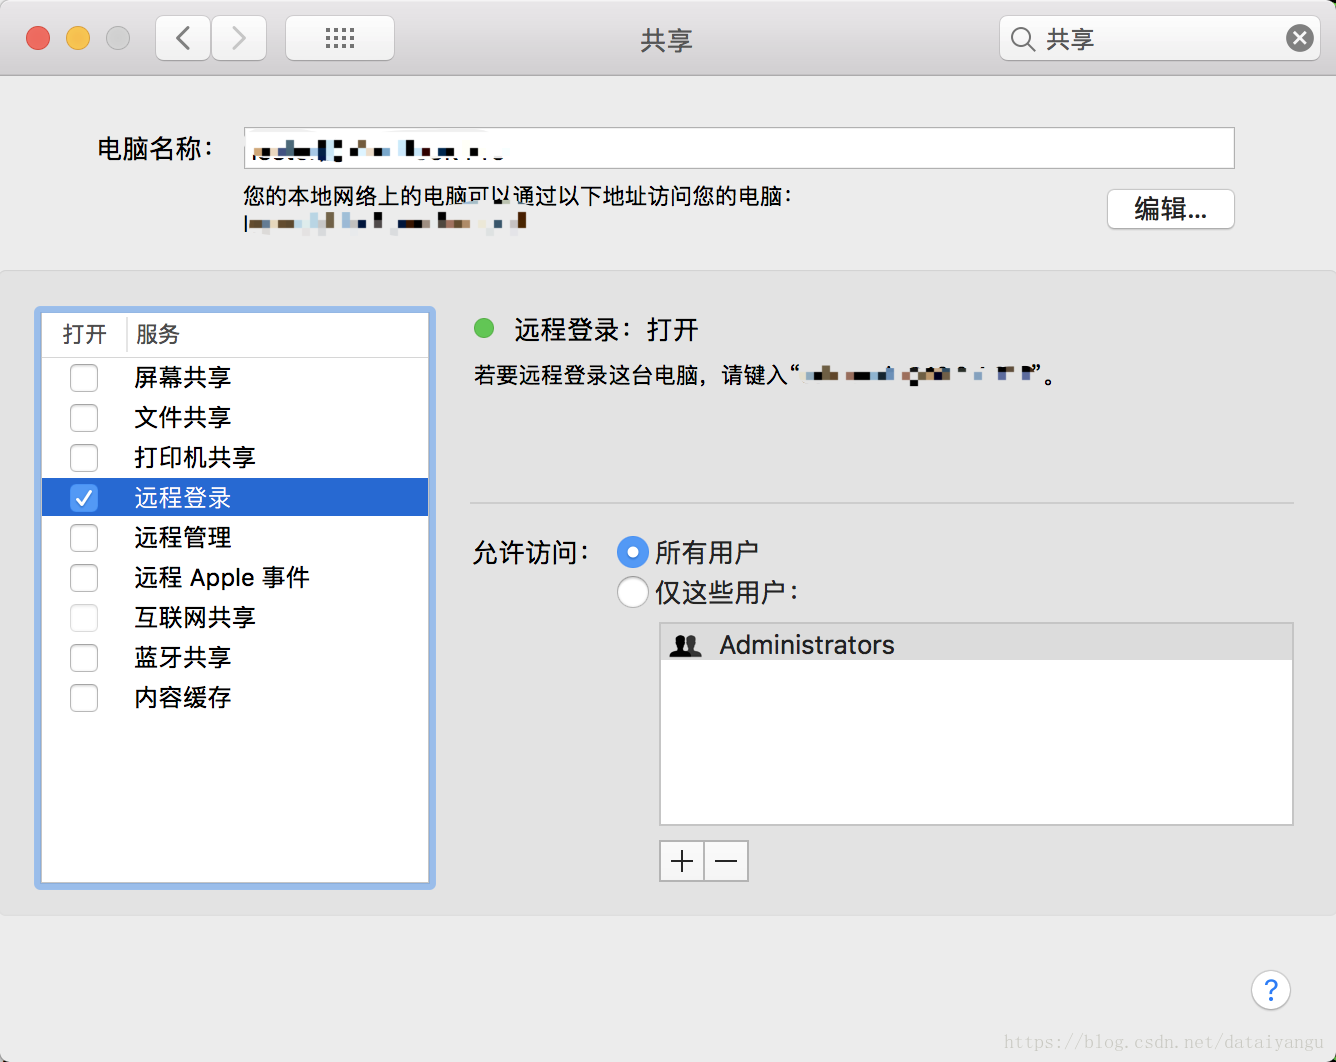 共享
共享
电脑名称：
您的本地网络上的电脑可以通过以下地址访问您的电脑：
编辑...
打开 服务
屏幕共享
文件共享
打印机共享
远程登录
远程管理
远程 Apple 事件
互联网共享
蓝牙共享
内容缓存
远程登录：打开
若要远程登录这台电脑，请键入“ ”。
允许访问：
所有用户
仅这些用户：
Administrators
+ −
?
https://blog.csdn.net/dataiyangu